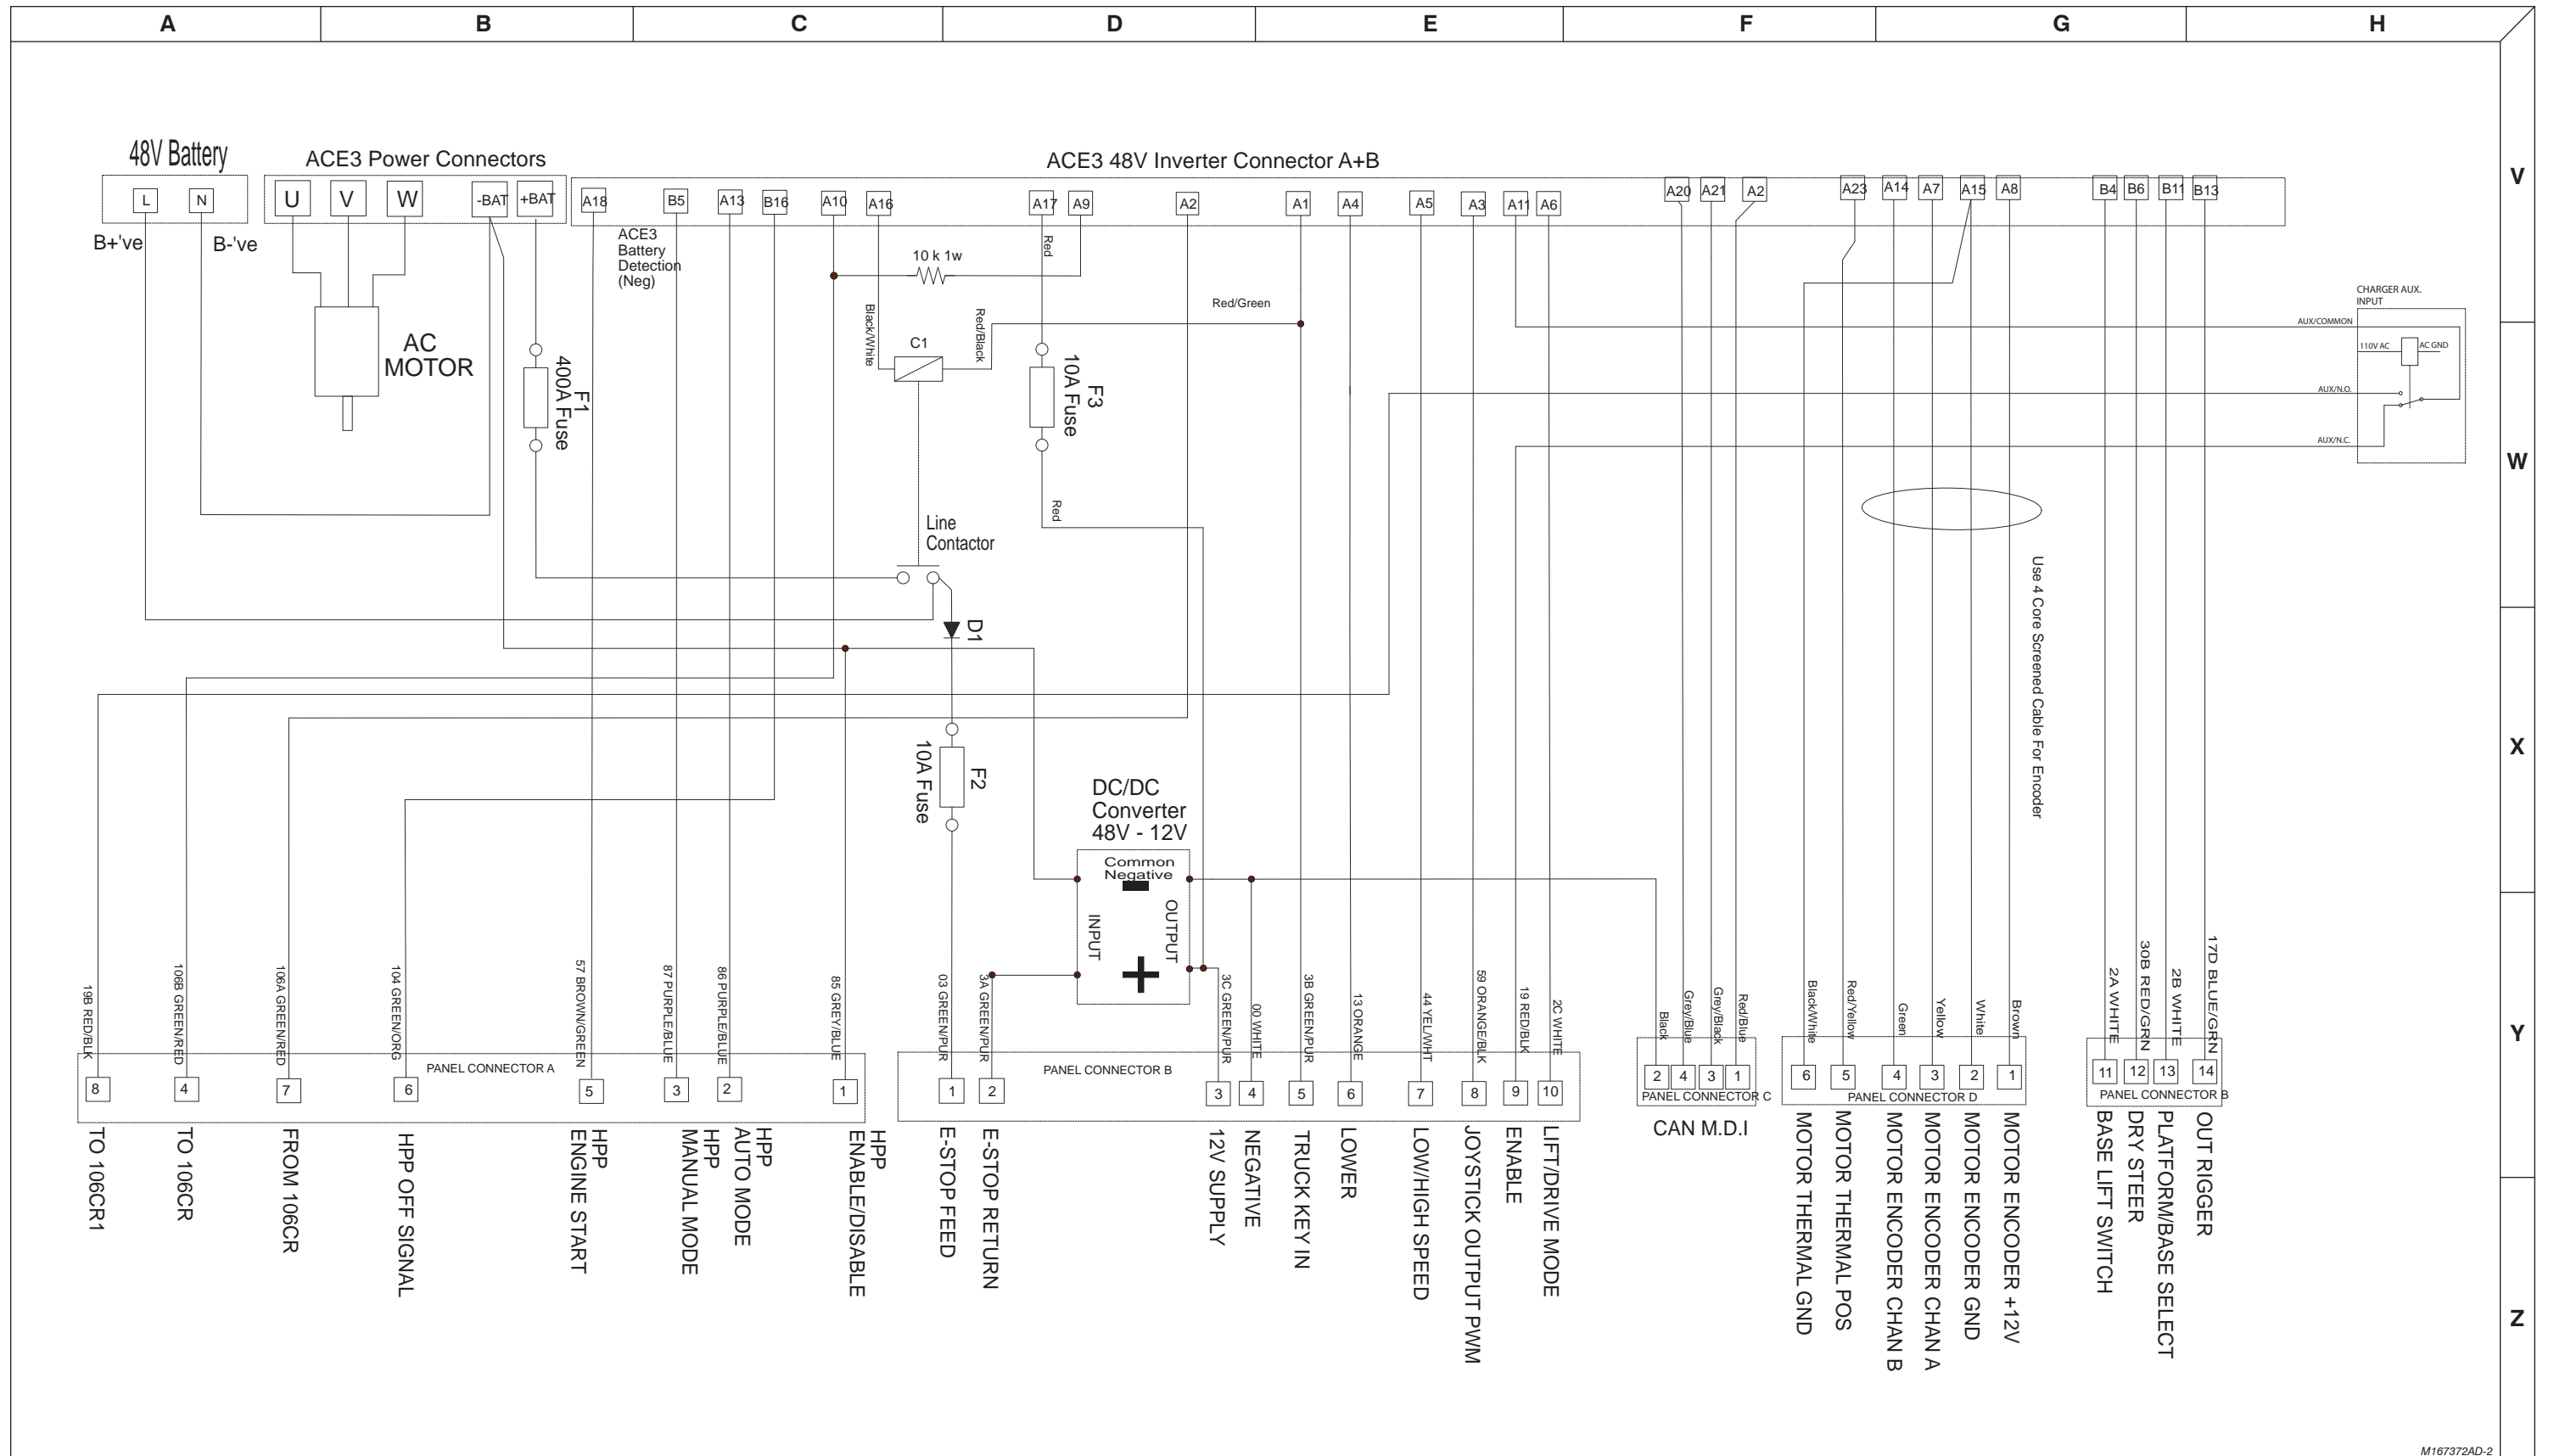 A B C D E F G H
V
W
X
Y
Z
48V Battery
L N
B+'ve
B-'ve
ACE3 Power Connectors
U V W -BAT +BAT
ACE3 48V Inverter Connector A+B
A18 B5 A13 B16 A10 A16 A17 A9 A2 A1 A4 A5 A3 A11 A6 A20 A21 A2 A23 A14 A7 A15 A8 B4 B6 B11 B13
ACE3
Battery
Detection
(Neg)
10 k 1w
Red
Red/Green
Black/White
Red/Black
C1
AC
MOTOR
F1
400A Fuse
F3
10A Fuse
Red
Line
Contactor
CHARGER AUX.
INPUT
AUX/COMMON
110V AC
AC GND
AUX/N.O.
AUX/N.C.
Use 4 Core Screened Cable For Encoder
D1
F2
10A Fuse
DC/DC
Converter
48V - 12V
Common
Negative
INPUT
OUTPUT
19B RED/BLK
106B GREEN/RED
106A GREEN/RED
104 GREEN/ORG
57 BROWN/GREEN
87 PURPLE/BLUE
86 PURPLE/BLUE
85 GREY/BLUE
03 GREEN/PUR
3A GREEN/PUR
3C GREEN/PUR
00 WHITE
3B GREEN/PUR
13 ORANGE
44 YEL/WHT
59 ORANGE/BLK
19 RED/BLK
2C WHITE
Black
Grey/Blue
Grey/Black
Red/Blue
Black/White
Red/Yellow
Green
Yellow
White
Brown
2A WHITE
30B RED/GRN
2B WHITE
17D BLUE/GRN
PANEL CONNECTOR A
8 4 7 6 5 3 2 1
PANEL CONNECTOR B
1 2 3 4 5 6 7 8 9 10
2 4 3 1
PANEL CONNECTOR C
6 5 4 3 2 1
PANEL CONNECTOR D
11 12 13 14
PANEL CONNECTOR B
TO 106CR1
TO 106CR
FROM 106CR
HPP OFF SIGNAL
HPP
ENGINE START
HPP
MANUAL MODE
HPP
AUTO MODE
HPP
ENABLE/DISABLE
E-STOP FEED
E-STOP RETURN
12V SUPPLY
NEGATIVE
TRUCK KEY IN
LOWER
LOW/HIGH SPEED
JOYSTICK OUTPUT PWM
ENABLE
LIFT/DRIVE MODE
CAN M.D.I
MOTOR THERMAL GND
MOTOR THERMAL POS
MOTOR ENCODER CHAN B
MOTOR ENCODER CHAN A
MOTOR ENCODER GND
MOTOR ENCODER +12V
BASE LIFT SWITCH
DRY STEER
PLATFORM/BASE SELECT
OUT RIGGER
M167372AD-2